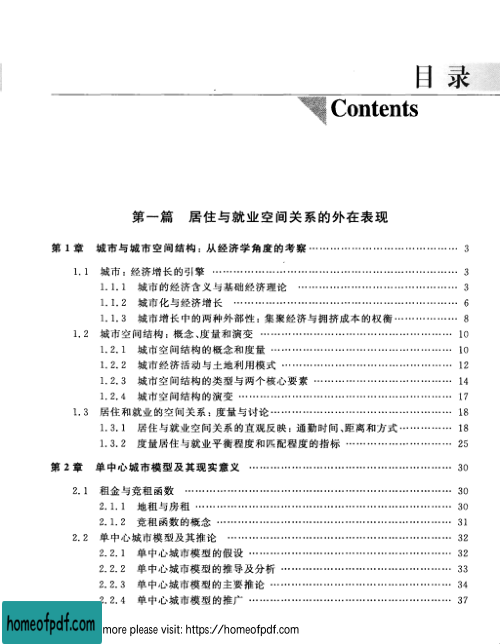 目 录
Contents
第一篇 居住与就业空间关系的外在表现
第1章 城市与城市空间结构：从经济学角度的考察 3
1.1 城市：经济增长的引擎 3
1.1.1 城市的经济含义与基础经济理论 3
1.1.2 城市化与经济增长 6
1.1.3 城市增长中的两种外部性：集聚经济与拥挤成本的权衡 8
1.2 城市空间结构：概念、度量和演变 10
1.2.1 城市空间结构的概念和度量 10
1.2.2 城市经济活动与土地利用模式 12
1.2.3 城市空间结构的类型与两个核心要素 14
1.2.4 城市空间结构的演变 17
1.3 居住和就业的空间关系：度量与讨论 18
1.3.1 居住与就业空间关系的直观反映：通勤时间、距离和方式 18
1.3.2 度量居住与就业平衡程度和匹配程度的指标 25
第2章 单中心城市模型及其现实意义 30
2.1 租金与竞租函数 30
2.1.1 地租与房租 30
2.1.2 竞租函数的概念 31
2.2 单中心城市模型及其推论 32
2.2.1 单中心城市模型的假设 32
2.2.2 单中心城市模型的推导及分析 33
2.2.3 单中心城市模型的主要推论 34
2.2.4 单中心城市模型的推广 37
homeofpdf.com
more please visit: https://homeofpdf.com